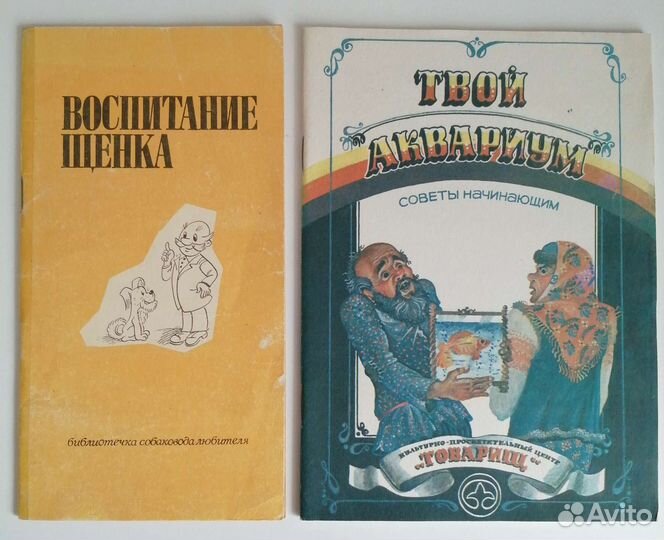 ВОСПИТАНИЕ
ЩЕНКА
библиотечка собаковода любителя
ТВОЙ
АКВАРИУМ
СОВЕТЫ НАЧИНАЮЩИМ
КУЛЬТУРНО-ПРОСВЕТИТЕЛЬНЫЙ ЦЕНТР
„ТОВАРИЩ“
Avito